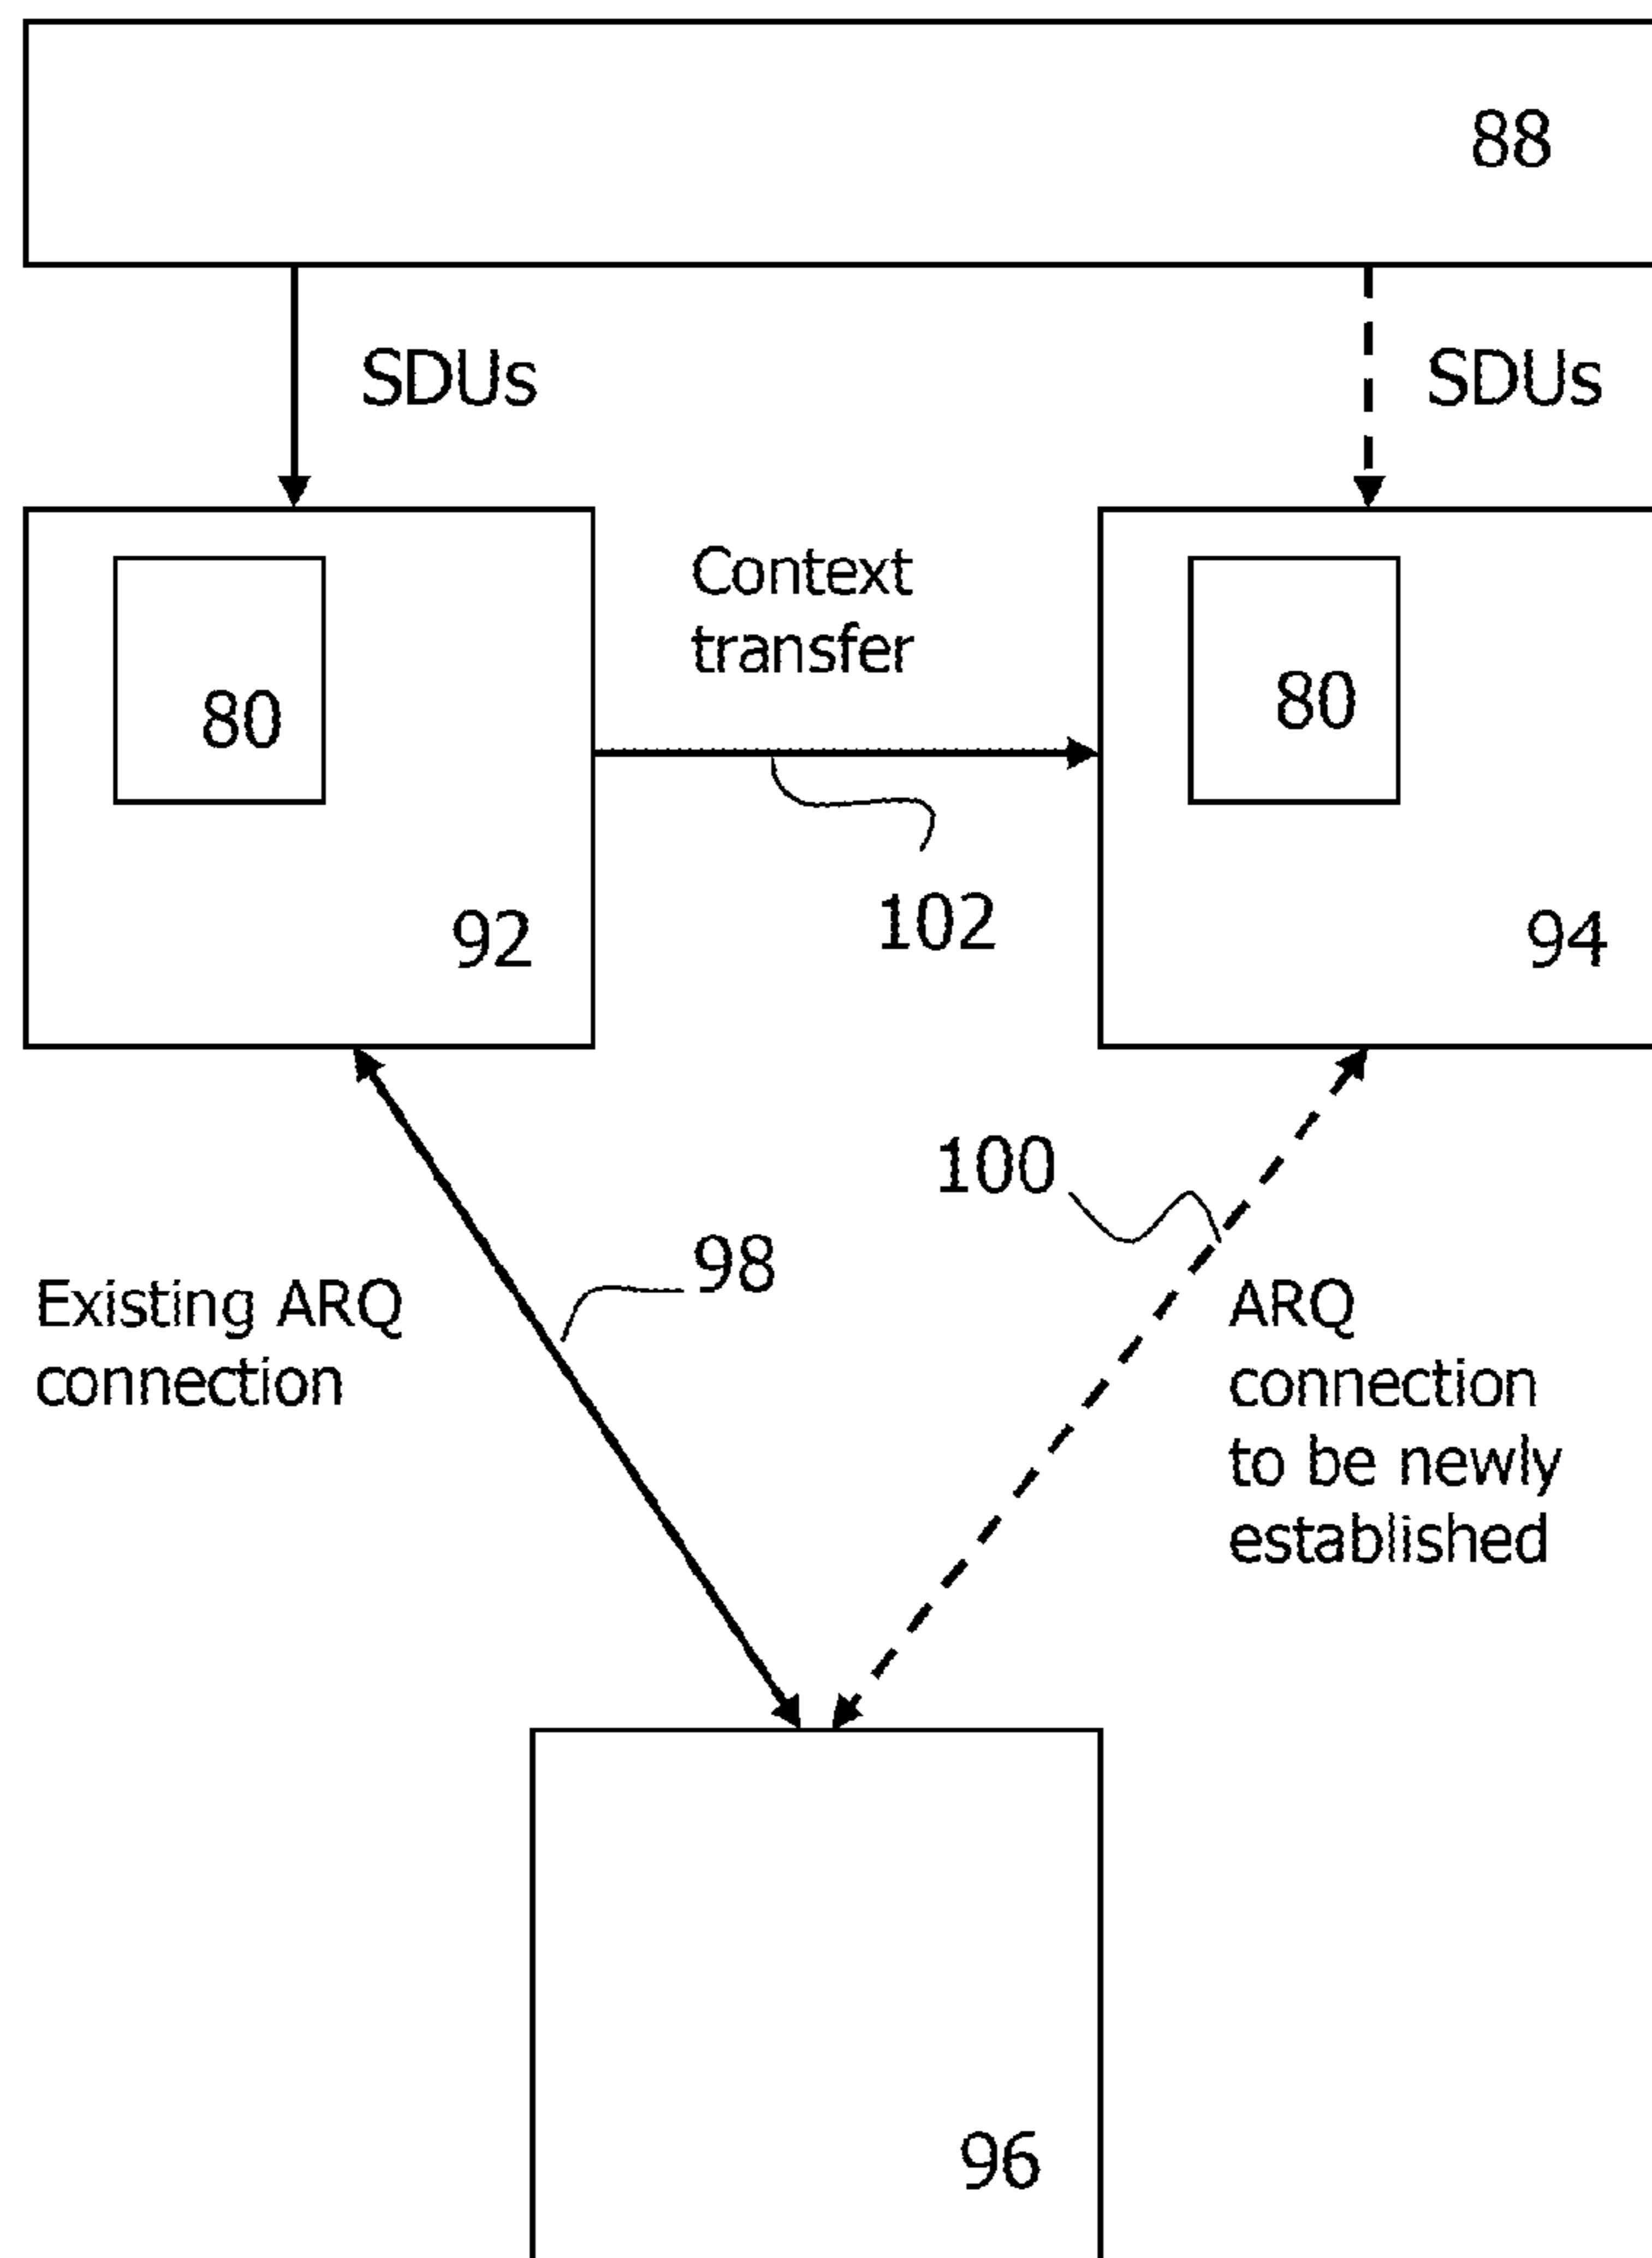 88
SDUs
SDUs
Context
transfer
80
80
102
92
94
100
98
Existing ARQ
connection
ARQ
connection
to be newly
established
96